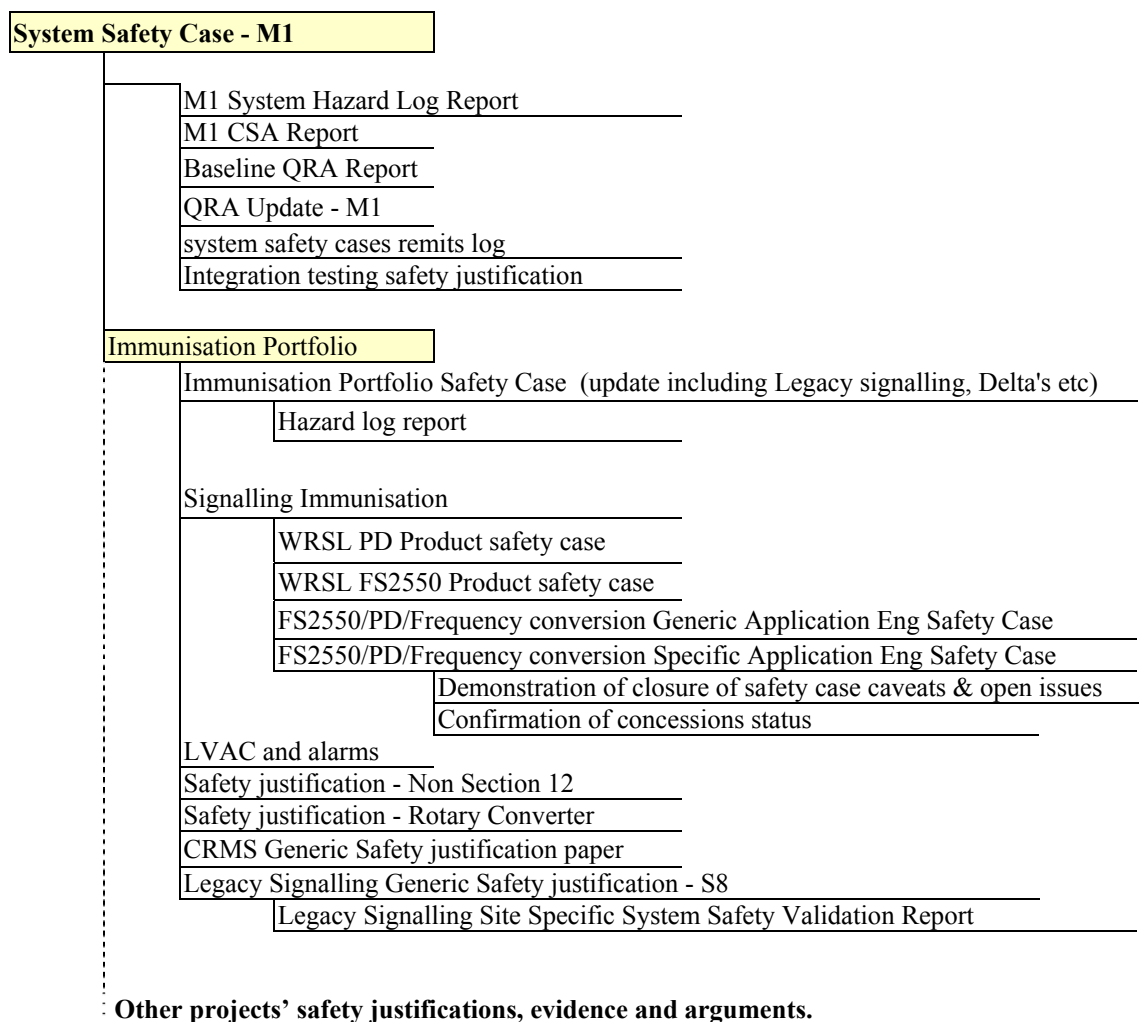 System Safety Case - M1
M1 System Hazard Log Report
M1 CSA Report
Baseline QRA Report
QRA Update - M1
system safety cases remits log
Integration testing safety justification
Immunisation Portfolio
Immunisation Portfolio Safety Case  (update including Legacy signalling, Delta's etc)
Hazard log report
Signalling Immunisation
WRSL PD Product safety case
WRSL FS2550 Product safety case
FS2550/PD/Frequency conversion Generic Application Eng Safety Case
FS2550/PD/Frequency conversion Specific Application Eng Safety Case
Demonstration of closure of safety case caveats & open issues
Confirmation of concessions status
LVAC and alarms
Safety justification - Non Section 12
Safety justification - Rotary Converter
CRMS Generic Safety justification paper
Legacy Signalling Generic Safety justification - S8
Legacy Signalling Site Specific System Safety Validation Report
Other projects’ safety justifications, evidence and arguments.